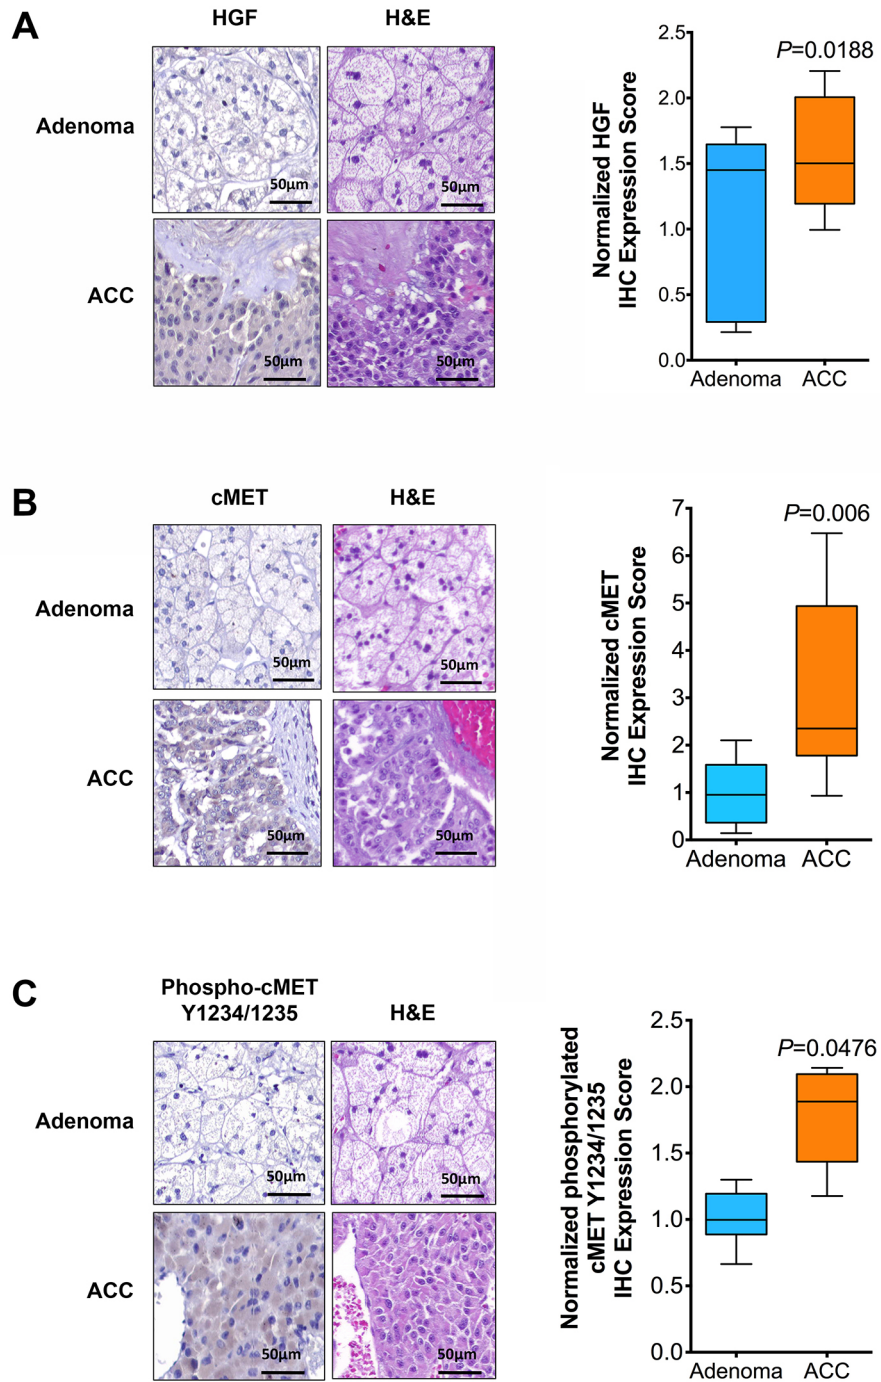 A
HGF
H&E
Adenoma
50µm
50µm
ACC
50µm
50µm
Normalized HGF
IHC Expression Score
2.5
2.0
1.5
1.0
0.5
0.0
P=0.0188
Adenoma
ACC
B
cMET
H&E
Adenoma
50µm
50µm
ACC
50µm
50µm
Normalized cMET
IHC Expression Score
7
6
5
4
3
2
1
0
P=0.006
Adenoma
ACC
C
Phospho-cMET
Y1234/1235
H&E
Adenoma
50µm
50µm
ACC
50µm
50µm
Normalized phosphorylated
cMET Y1234/1235
IHC Expression Score
2.5
2.0
1.5
1.0
0.5
0.0
P=0.0476
Adenoma
ACC